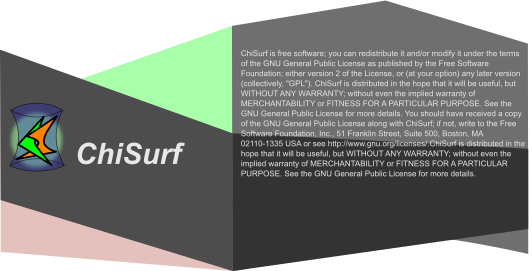 ChiSurf is free software; you can redistribute it and/or modify it under the terms
of the GNU General Public License as published by the Free Software
Foundation; either version 2 of the License, or (at your option) any later version
(collectively, "GPL"). ChiSurf is distributed in the hope that it will be useful, but
WITHOUT ANY WARRANTY; without even the implied warranty of
MERCHANTABILITY or FITNESS FOR A PARTICULAR PURPOSE. See the
GNU General Public License for more details. You should have received a copy
of the GNU General Public License along with ChiSurf; if not, write to the Free
Software Foundation, Inc., 51 Franklin Street, Suite 500, Boston, MA
02110-1335 USA or see http://www.gnu.org/licenses/.ChiSurf is distributed in the
hope that it will be useful, but WITHOUT ANY WARRANTY; without even the
implied warranty of MERCHANTABILITY or FITNESS FOR A PARTICULAR
PURPOSE. See the GNU General Public License for more details.
ChiSurf